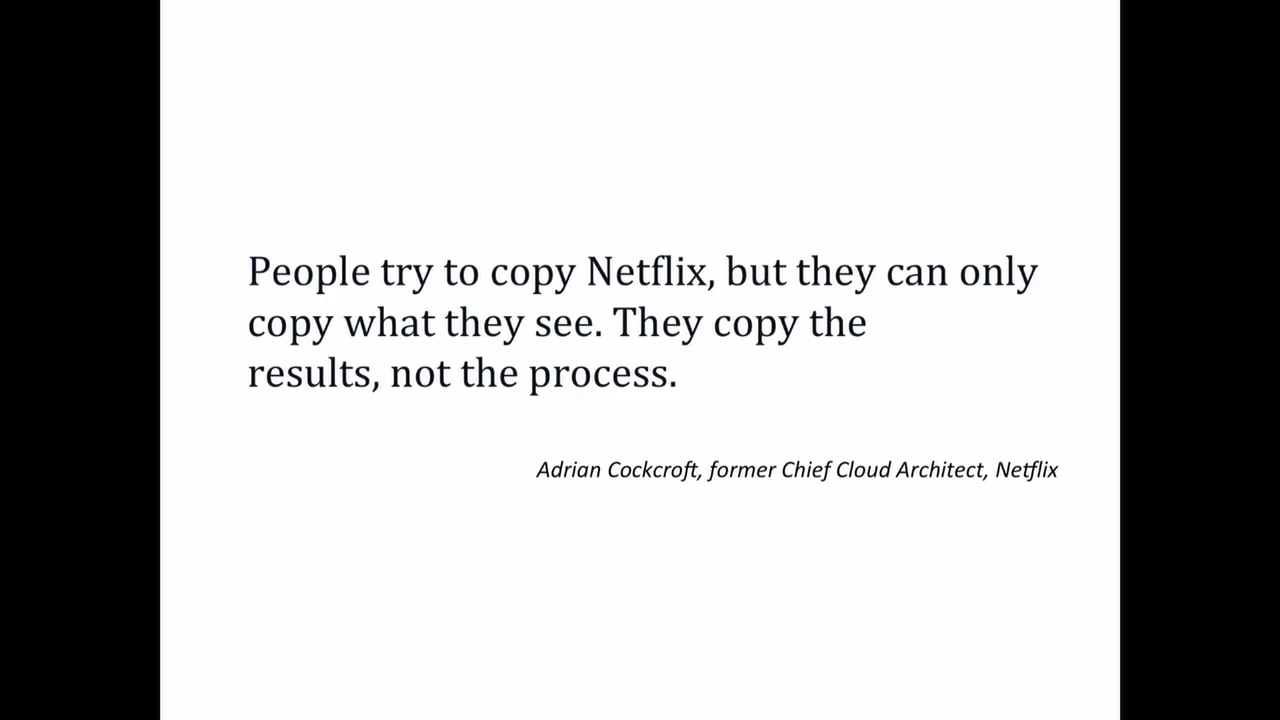 People try to copy Netflix, but they can only
copy what they see. They copy the
results, not the process.
Adrian Cockcroft, former Chief Cloud Architect, Netflix